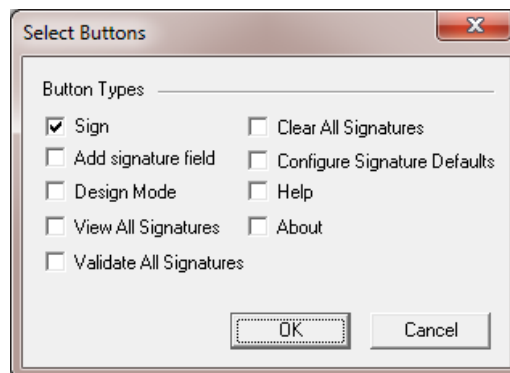 Select Buttons
Button Types
Sign
Add signature field
Design Mode
View All Signatures
Validate All Signatures
Clear All Signatures
Configure Signature Defaults
Help
About
OK
Cancel